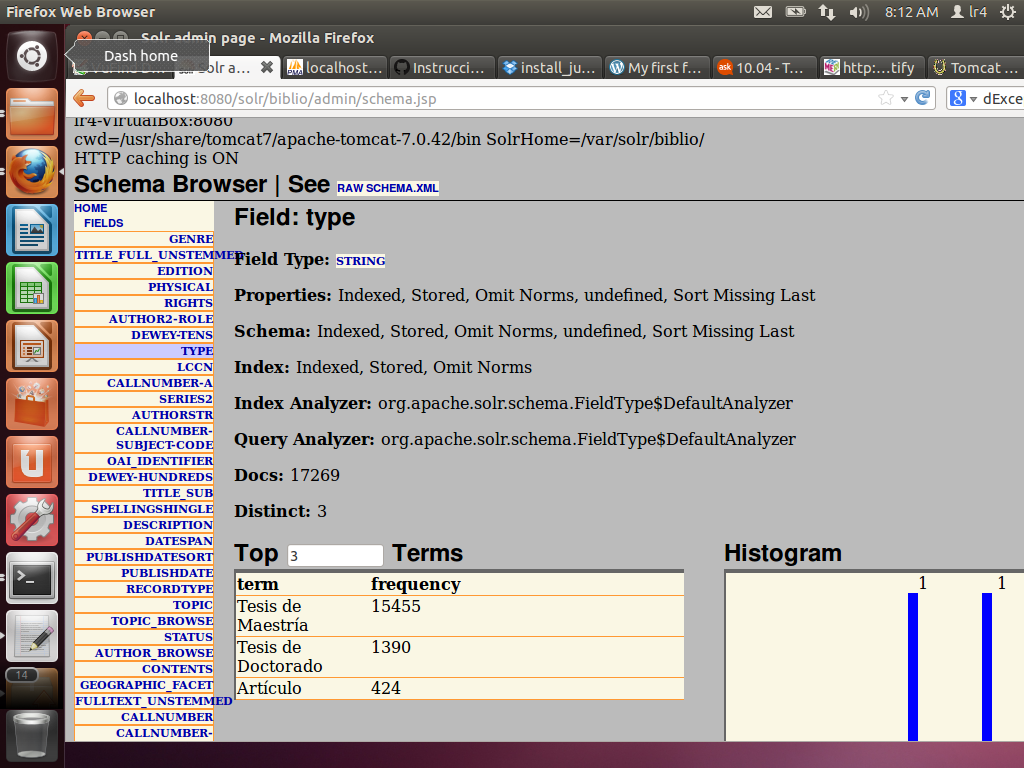 Firefox Web Browser
8:12 AM
lr4
Solr admin page - Mozilla Firefox
Dash home
Solr a...
localhost...
Instrucci...
install_ju...
My first f...
ask
10.04 - T...
http:...tify
Tomcat ...
localhost:8080/solr/biblio/admin/schema.jsp
dExce
lr4-VirtualBox:8080
cwd=/usr/share/tomcat7/apache-tomcat-7.0.42/bin SolrHome=/var/solr/biblio/
HTTP caching is ON
Schema Browser | See RAW SCHEMA.XML
HOME
FIELDS
GENRE
TITLE_FULL_UNSTEMMED
EDITION
PHYSICAL
RIGHTS
AUTHOR2-ROLE
DEWEY-TENS
TYPE
LCCN
CALLNUMBER-A
SERIES2
AUTHORSTR
CALLNUMBER-
SUBJECT-CODE
OAI_IDENTIFIER
DEWEY-HUNDREDS
TITLE_SUB
SPELLINGSHINGLE
DESCRIPTION
DATESPAN
PUBLISHDATESORT
PUBLISHDATE
RECORDTYPE
TOPIC
TOPIC_BROWSE
STATUS
AUTHOR_BROWSE
CONTENTS
GEOGRAPHIC_FACET
FULLTEXT_UNSTEMMED
CALLNUMBER
CALLNUMBER-
Field: type
Field Type: STRING
Properties: Indexed, Stored, Omit Norms, undefined, Sort Missing Last
Schema: Indexed, Stored, Omit Norms, undefined, Sort Missing Last
Index: Indexed, Stored, Omit Norms
Index Analyzer: org.apache.solr.schema.FieldType$DefaultAnalyzer
Query Analyzer: org.apache.solr.schema.FieldType$DefaultAnalyzer
Docs: 17269
Distinct: 3
Top 3 Terms
term frequency
Tesis de Maestría 15455
Tesis de Doctorado 1390
Artículo 424
Histogram
1 1
14